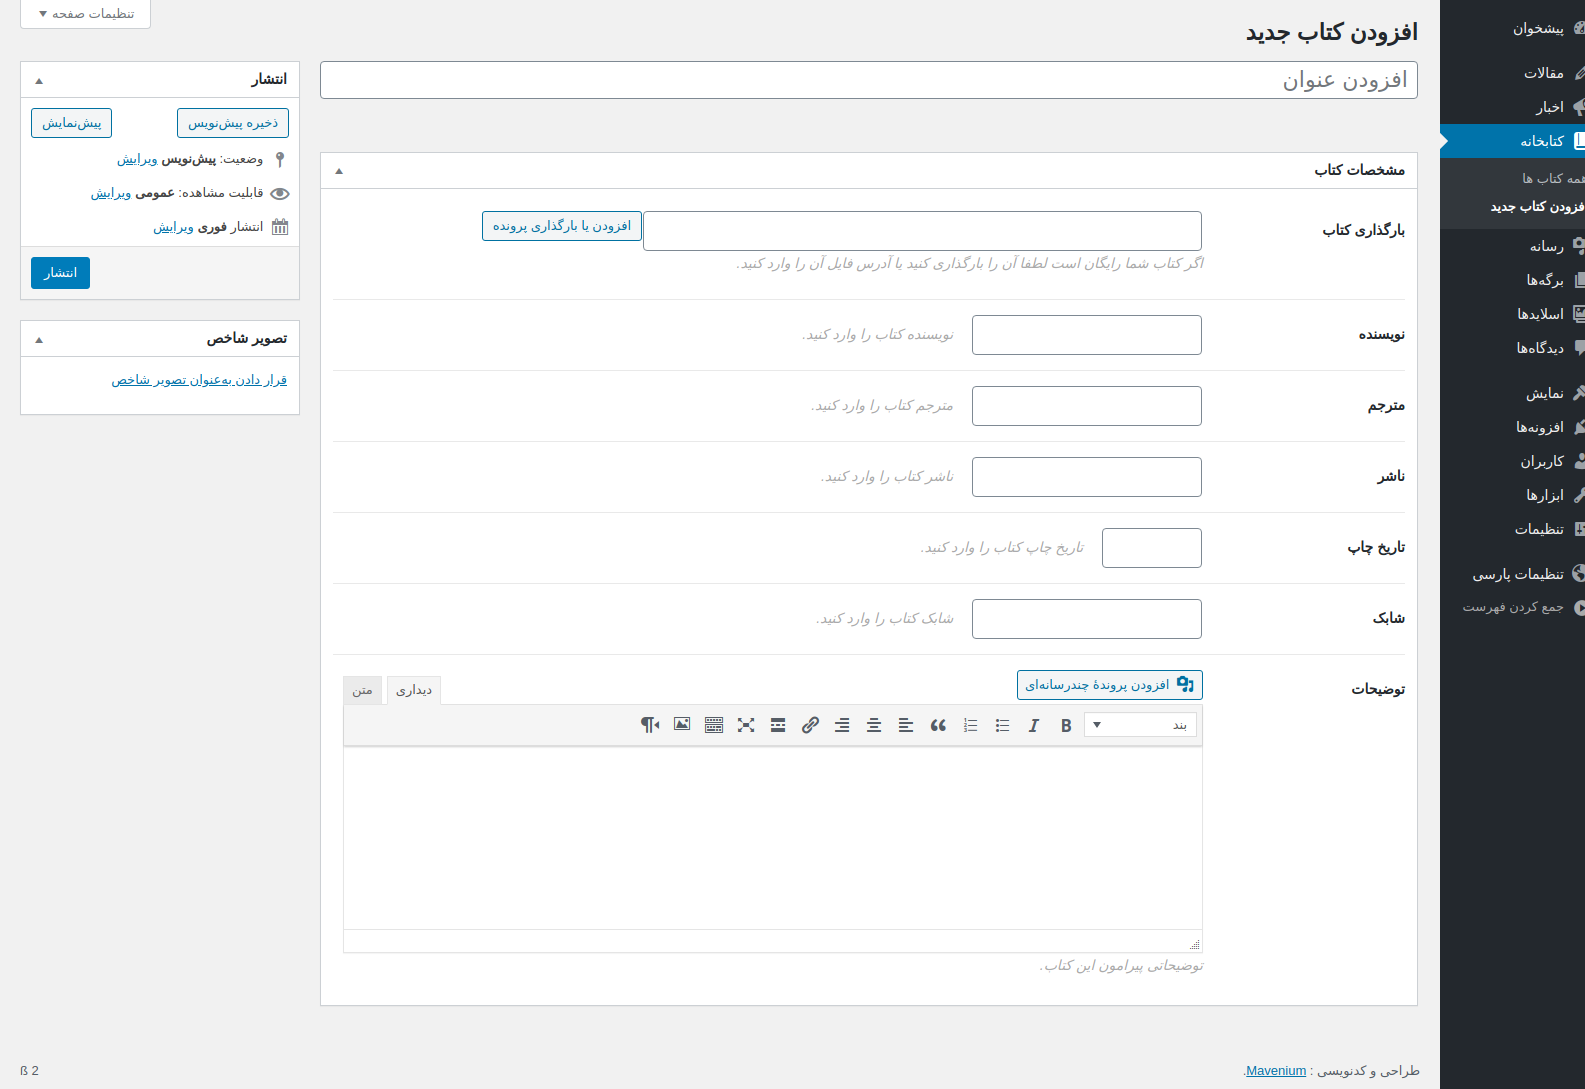 پیشخوان
مقالات
اخبار
کتابخانه
همه کتاب ها
افزودن کتاب جدید
رسانه
برگه‌ها
اسلایدها
دیدگاه‌ها
نمایش
افزونه‌ها
کاربران
ابزارها
تنظیمات
تنظیمات پارسی
جمع کردن فهرست
تنظیمات صفحه
افزودن کتاب جدید
افزودن عنوان
مشخصات کتاب
بارگذاری کتاب
افزودن یا بارگذاری پرونده
اگر کتاب شما رایگان است لطفا آن را بارگذاری کنید یا آدرس فایل آن را وارد کنید.
نویسنده
نویسنده کتاب را وارد کنید.
مترجم
مترجم کتاب را وارد کنید.
ناشر
ناشر کتاب را وارد کنید.
تاریخ چاپ
تاریخ چاپ کتاب را وارد کنید.
شابک
شابک کتاب را وارد کنید.
توضیحات
افزودن پروندهٔ چندرسانه‌ای
دیداری
متن
بند
توضیحاتی پیرامون این کتاب.
انتشار
ذخیره پیش‌نویس
پیش‌نمایش
وضعیت: پیش‌نویس ویرایش
قابلیت مشاهده: عمومی ویرایش
انتشار فوری ویرایش
انتشار
تصویر شاخص
قرار دادن به‌عنوان تصویر شاخص
طراحی و کدنویسی : Mavenium.
ß 2